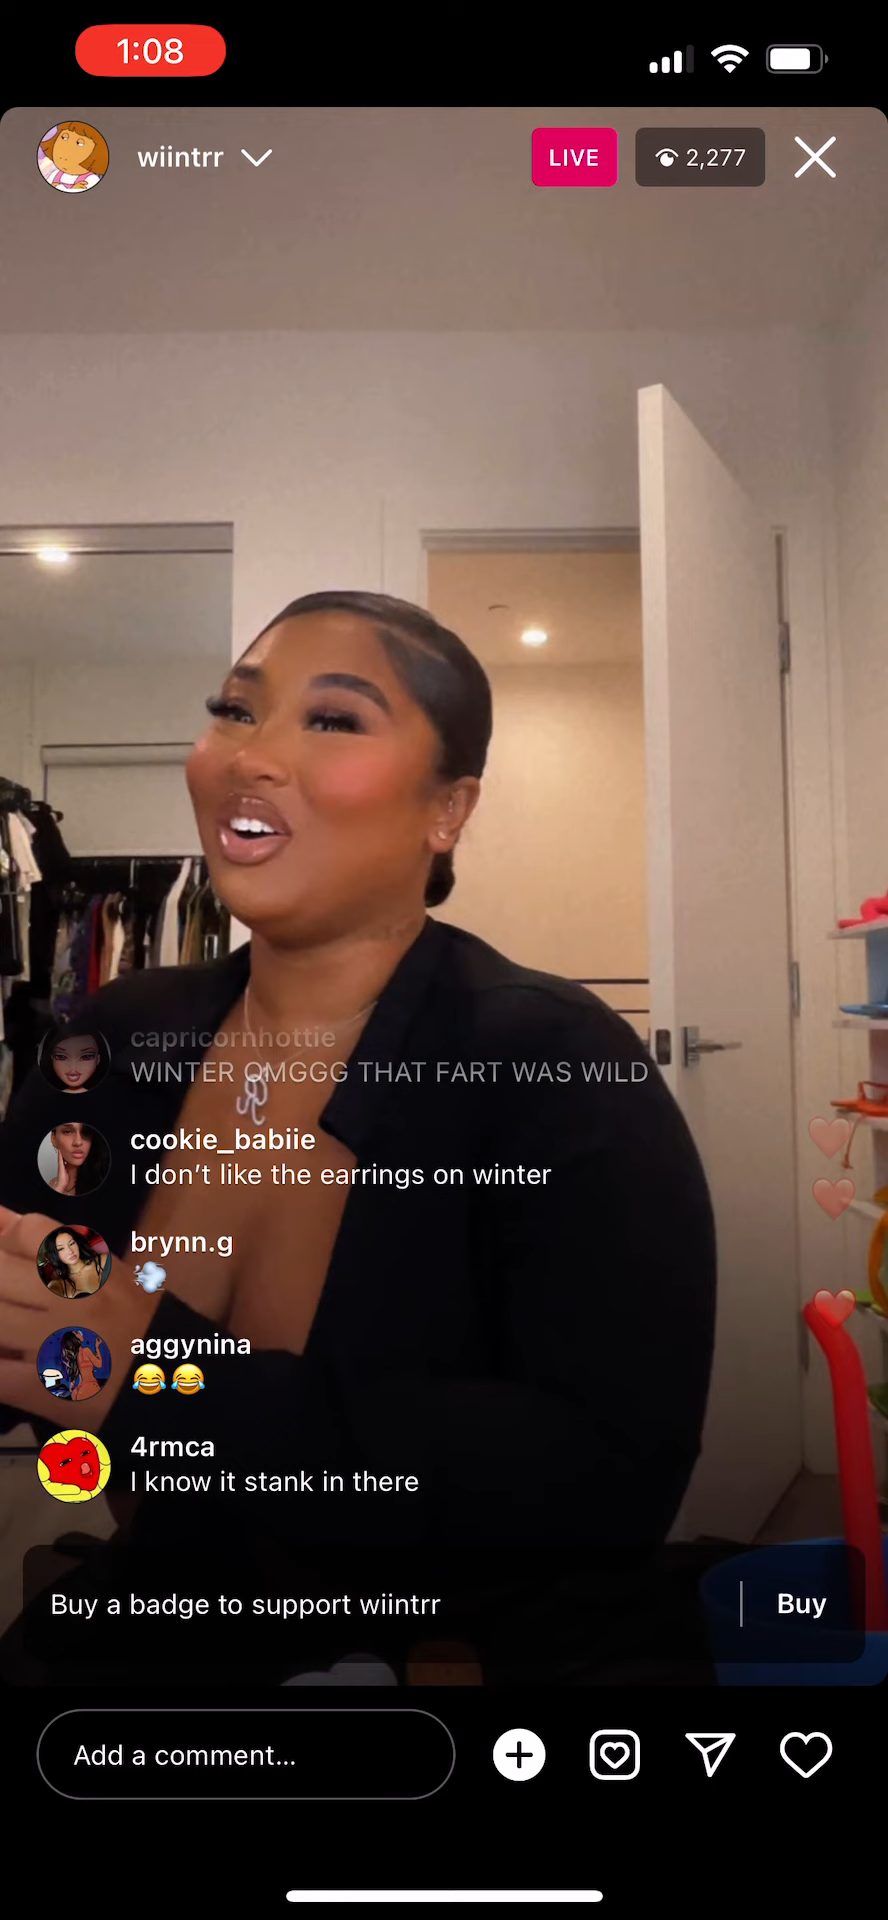 1:08
wiintrr
LIVE
2,277
capricornhottie
WINTER OMGGG THAT FART WAS WILD
cookie_babiie
I don’t like the earrings on winter
brynn.g
💨
aggynina
😂😂
4rmca
I know it stank in there
Buy a badge to support wiintrr
Buy
Add a comment...